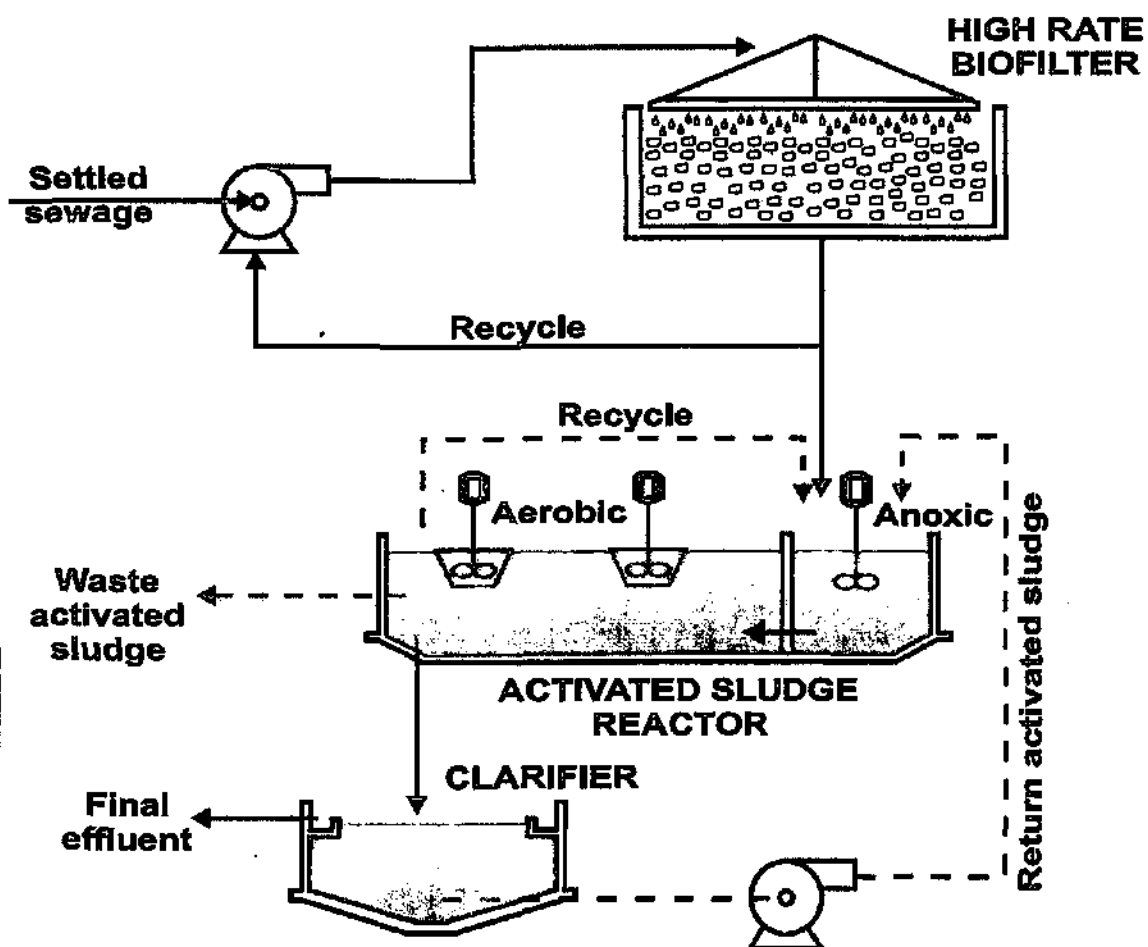 HIGH RATE
BIOFILTER
Settled
sewage
Recycle
Recycle
Aerobic
Anoxic
Return activated sludge
Waste
activated
sludge
ACTIVATED SLUDGE
REACTOR
CLARIFIER
Final
effluent